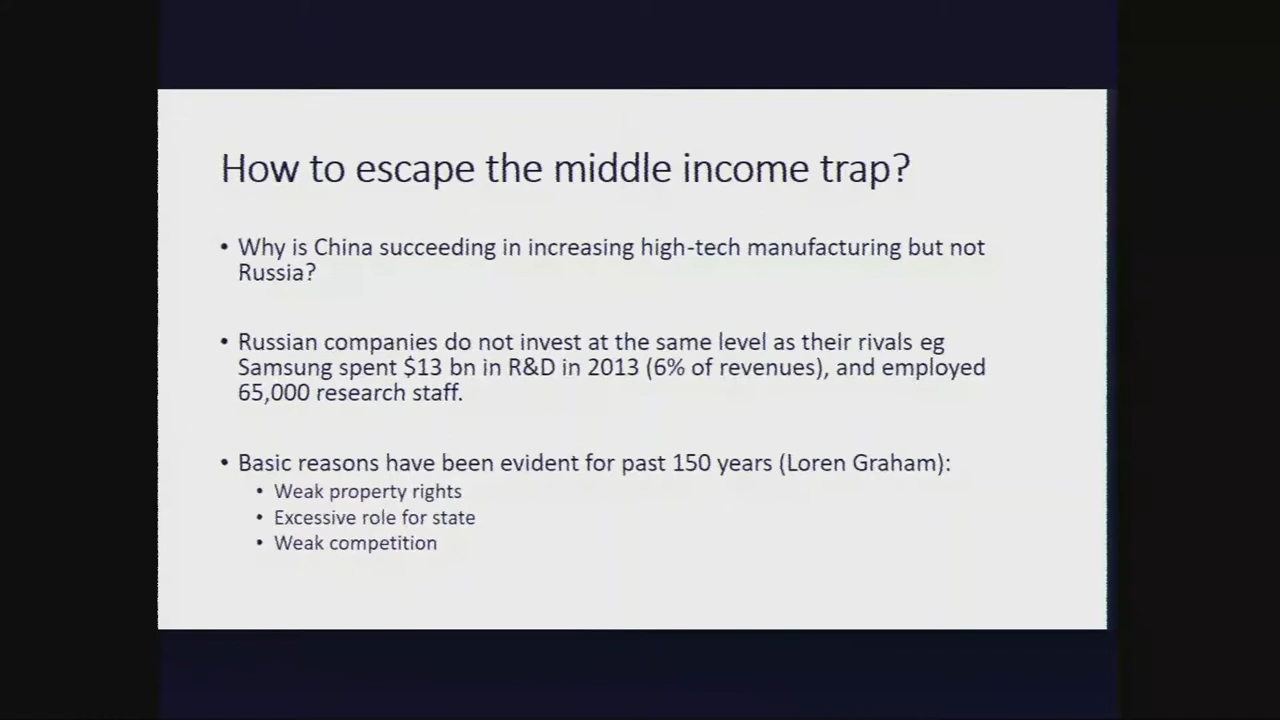 How to escape the middle income trap?
• Why is China succeeding in increasing high-tech manufacturing but not
Russia?
• Russian companies do not invest at the same level as their rivals eg
Samsung spent $13 bn in R&D in 2013 (6% of revenues), and employed
65,000 research staff.
• Basic reasons have been evident for past 150 years (Loren Graham):
• Weak property rights
• Excessive role for state
• Weak competition